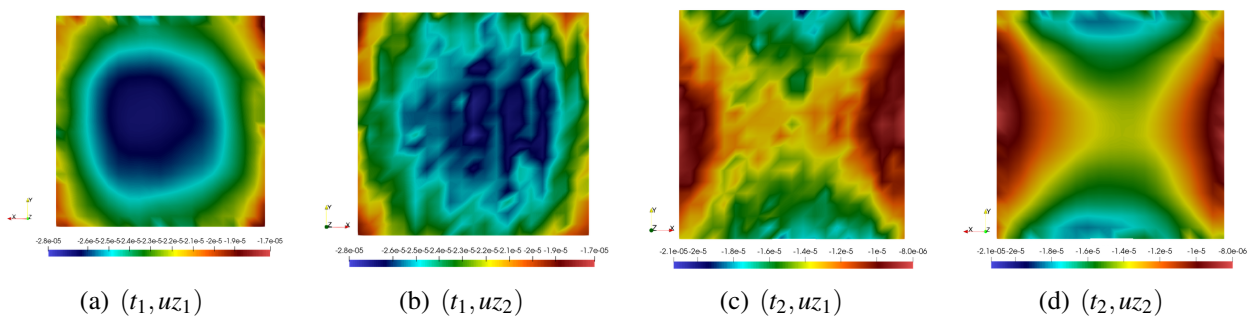 Y
X Z
Y
Z X
Y
Z X
Y
X Z
-2.8e-05 -2.6e-5 -2.5e-5 -2.4e-5 -2.3e-5 -2.2e-5 -2.1e-5 -1.9e-5 -1.7e-05
-2.8e-05 -2.6e-5 -2.5e-5 -2.4e-5 -2.3e-5 -2.2e-5 -2.1e-5 -1.9e-5 -1.7e-05
-2.1e-05 -2e-5 -1.8e-5 -1.6e-5 -1.4e-5 -1.2e-5 -1e-5 -8.0e-06
-2.1e-05 -2e-5 -1.8e-5 -1.6e-5 -1.4e-5 -1.2e-5 -1e-5 -8.0e-06
(a) (t₁,uz₁)
(b) (t₁,uz₂)
(c) (t₂,uz₁)
(d) (t₂,uz₂)